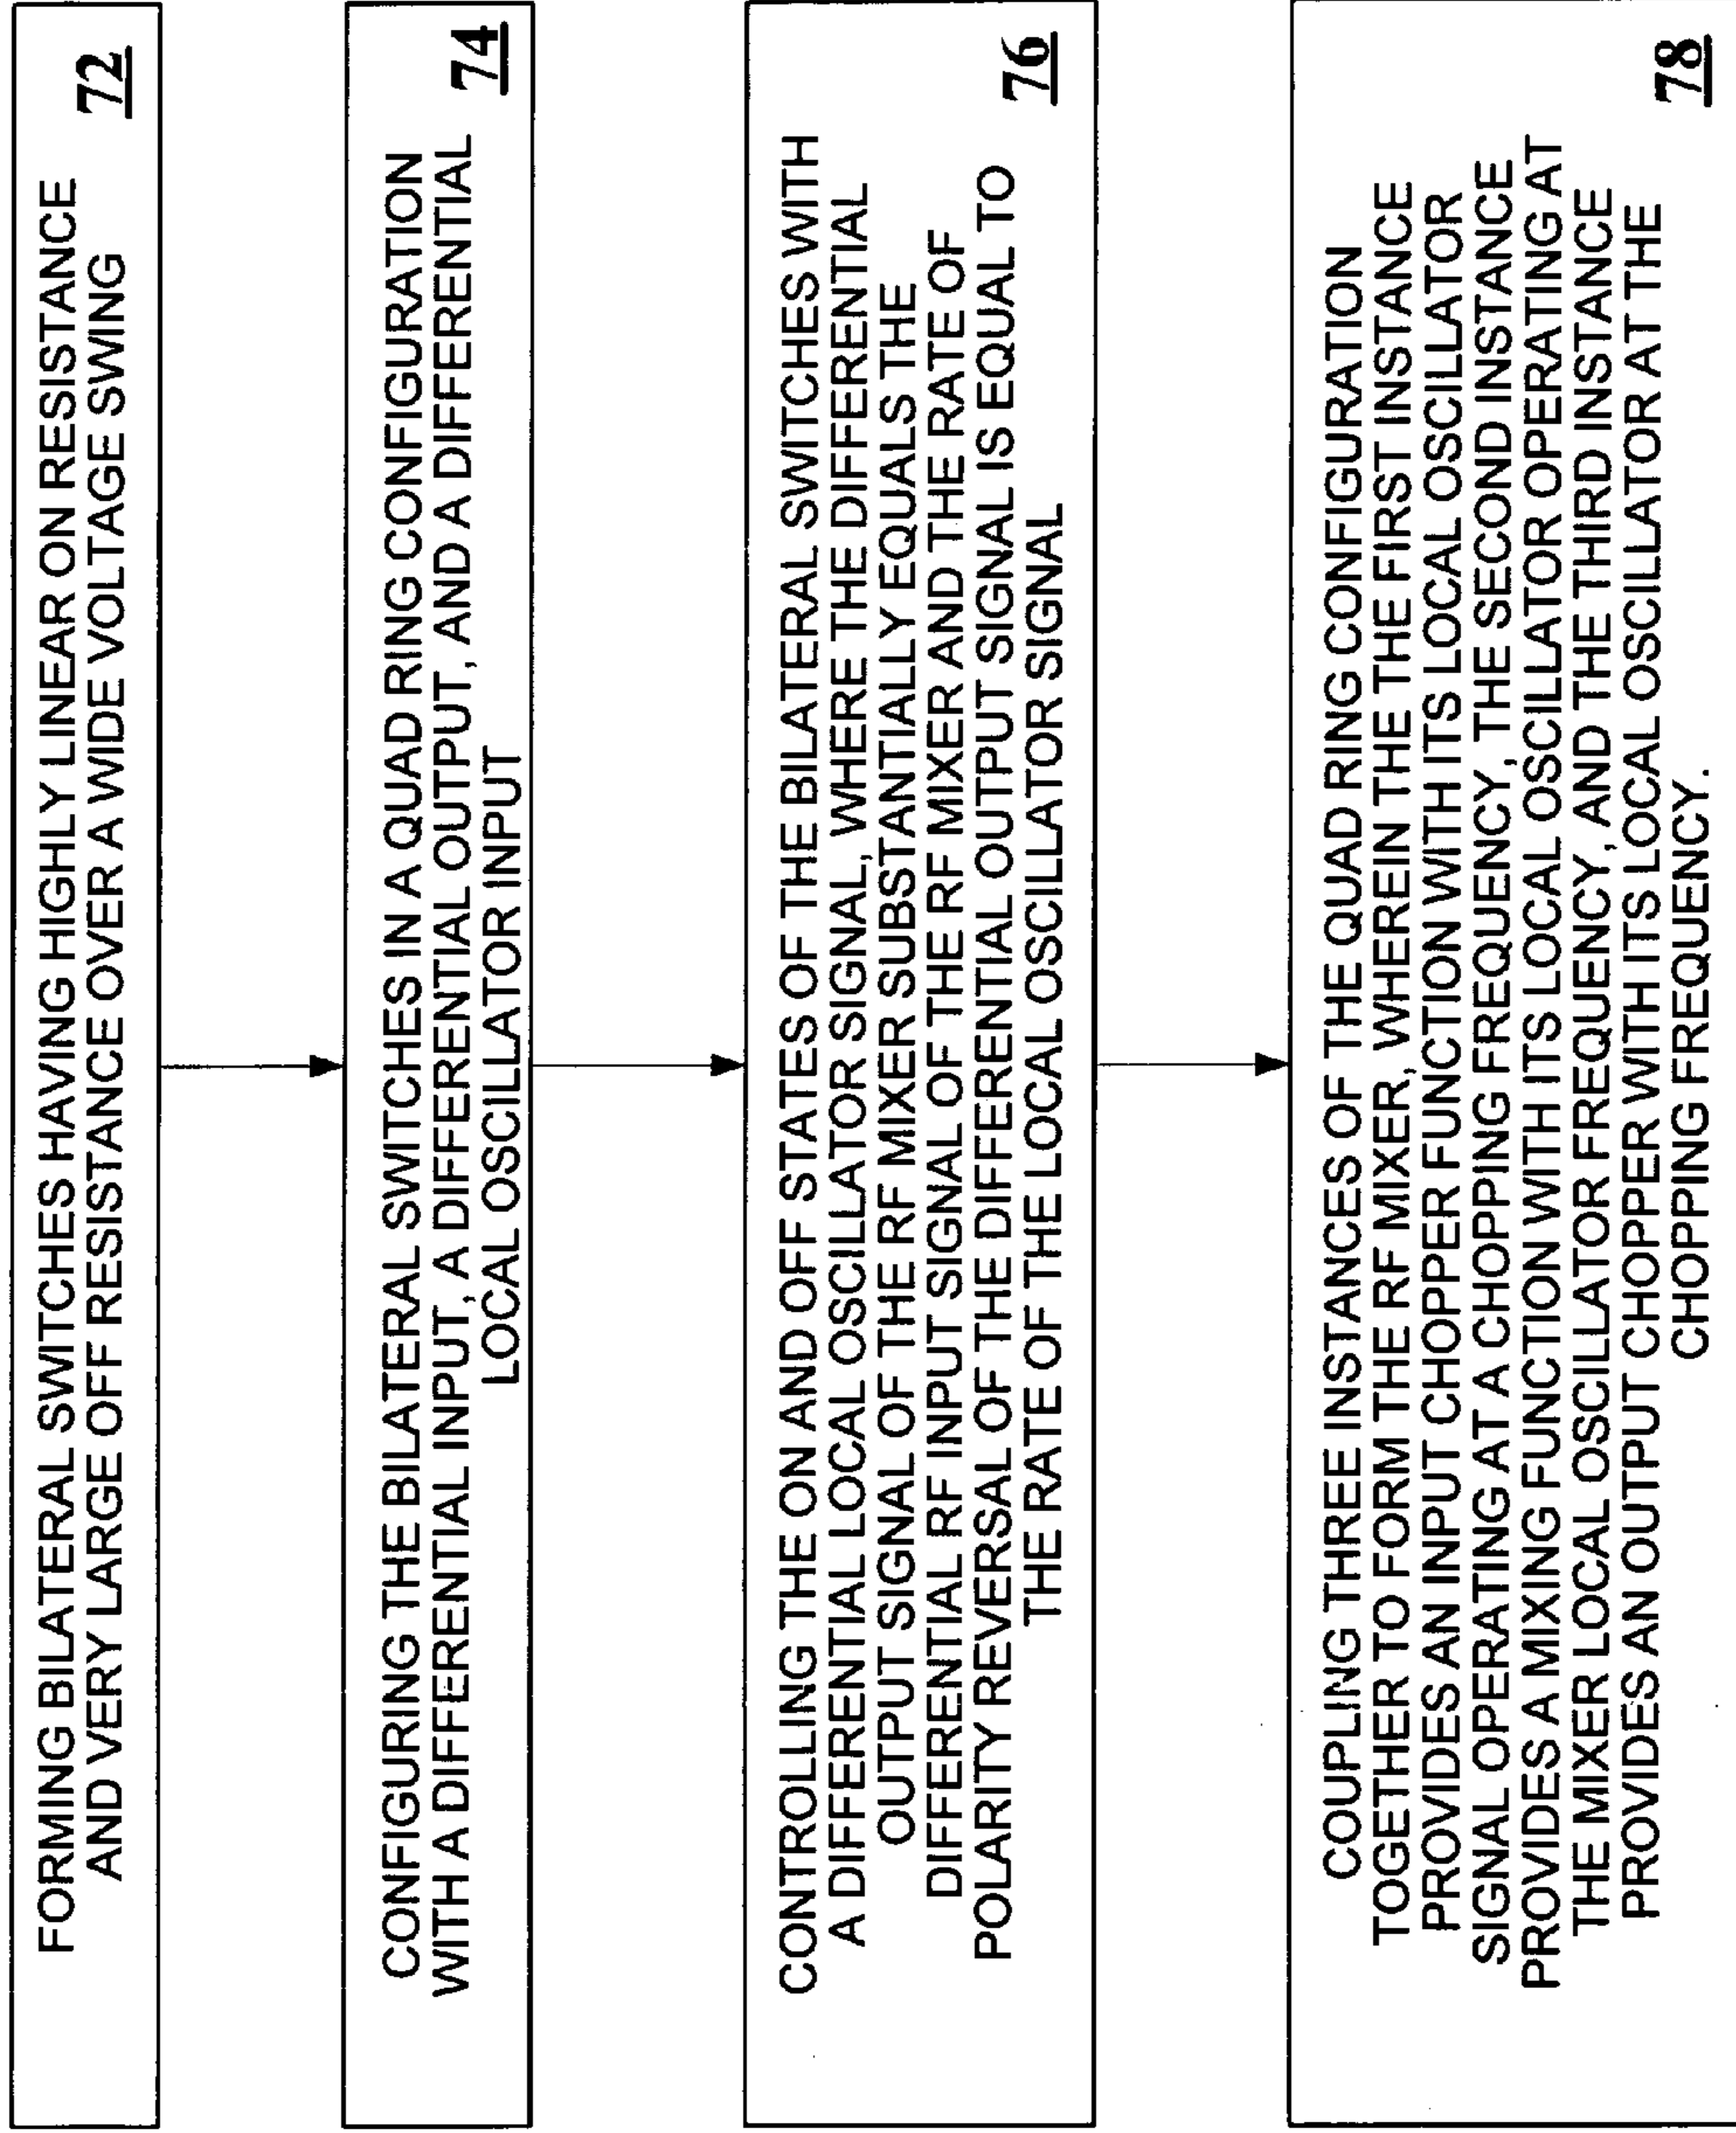 FORMING BILATERAL SWITCHES HAVING HIGHLY LINEAR ON RESISTANCE
AND VERY LARGE OFF RESISTANCE OVER A WIDE VOLTAGE SWING
72
CONFIGURING THE BILATERAL SWITCHES IN A QUAD RING CONFIGURATION
WITH A DIFFERENTIAL INPUT, A DIFFERENTIAL OUTPUT, AND A DIFFERENTIAL
LOCAL OSCILLATOR INPUT
74
CONTROLLING THE ON AND OFF STATES OF THE BILATERAL SWITCHES WITH
A DIFFERENTIAL LOCAL OSCILLATOR SIGNAL, WHERE THE DIFFERENTIAL
OUTPUT SIGNAL OF THE RF MIXER SUBSTANTIALLY EQUALS THE
DIFFERENTIAL RF INPUT SIGNAL OF THE RF MIXER AND THE RATE OF
POLARITY REVERSAL OF THE DIFFERENTIAL OUTPUT SIGNAL IS EQUAL TO
THE RATE OF THE LOCAL OSCILLATOR SIGNAL
76
COUPLING THREE INSTANCES OF THE QUAD RING CONFIGURATION
TOGETHER TO FORM THE RF MIXER, WHEREIN THE FIRST INSTANCE
PROVIDES AN INPUT CHOPPER FUNCTION WITH ITS LOCAL OSCILLATOR
SIGNAL OPERATING AT A CHOPPING FREQUENCY, THE SECOND INSTANCE
PROVIDES A MIXING FUNCTION WITH ITS LOCAL OSCILLATOR OPERATING AT
THE MIXER LOCAL OSCILLATOR FREQUENCY, AND THE THIRD INSTANCE
PROVIDES AN OUTPUT CHOPPER WITH ITS LOCAL OSCILLATOR AT THE
CHOPPING FREQUENCY.
78